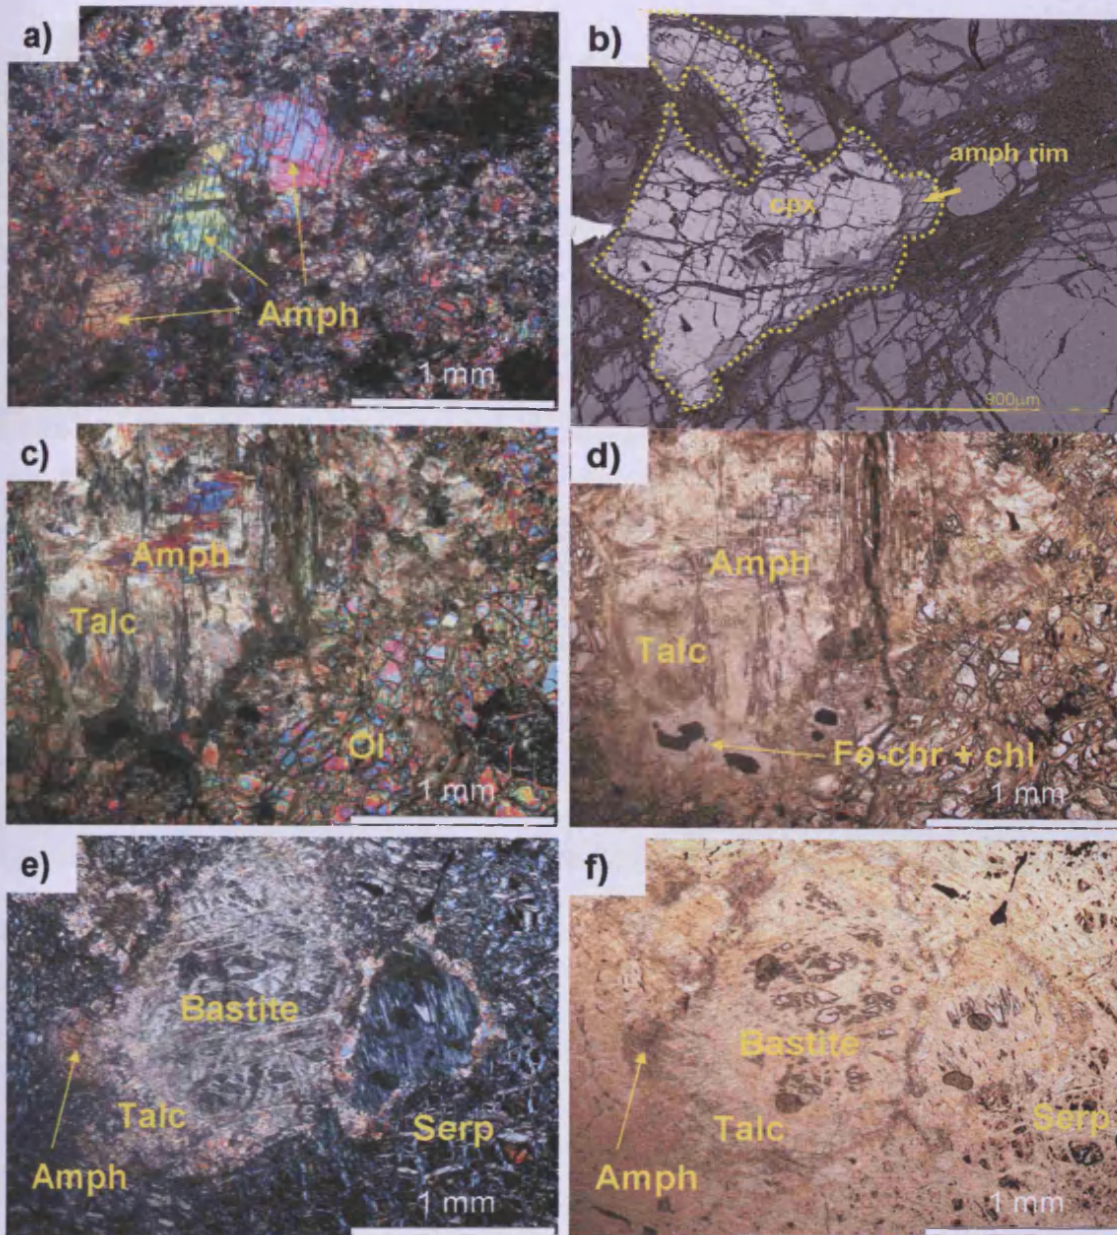 a)
Amph
1 mm
b)
amph rim
cpx
900µm
c)
Amph
Talc
Ol
1 mm
d)
Amph
Talc
Fe-chr + chl
1 mm
e)
Bastite
Talc
Serp
Amph
1 mm
f)
Bastite
Talc
Serp
Amph
1 mm